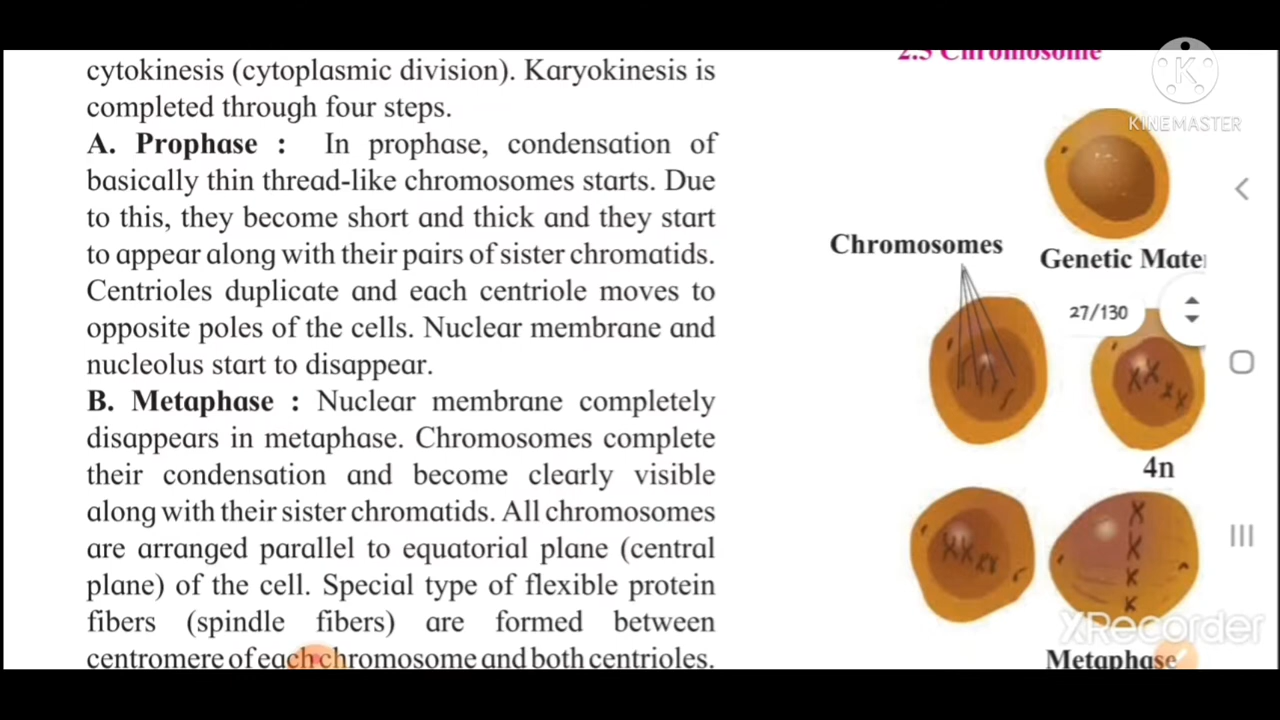 cytokinesis (cytoplasmic division). Karyokinesis is
completed through four steps.
A. Prophase : In prophase, condensation of
basically thin thread-like chromosomes starts. Due
to this, they become short and thick and they start
to appear along with their pairs of sister chromatids.
Centrioles duplicate and each centriole moves to
opposite poles of the cells. Nuclear membrane and
nucleolus start to disappear.
B. Metaphase : Nuclear membrane completely
disappears in metaphase. Chromosomes complete
their condensation and become clearly visible
along with their sister chromatids. All chromosomes
are arranged parallel to equatorial plane (central
plane) of the cell. Special type of flexible protein
fibers (spindle fibers) are formed between
centromere of each chromosome and both centrioles.
2.5 Chromosome
K
KINEMASTER
Chromosomes
Genetic Mate
27/130
4n
XRecorder
Metaphase